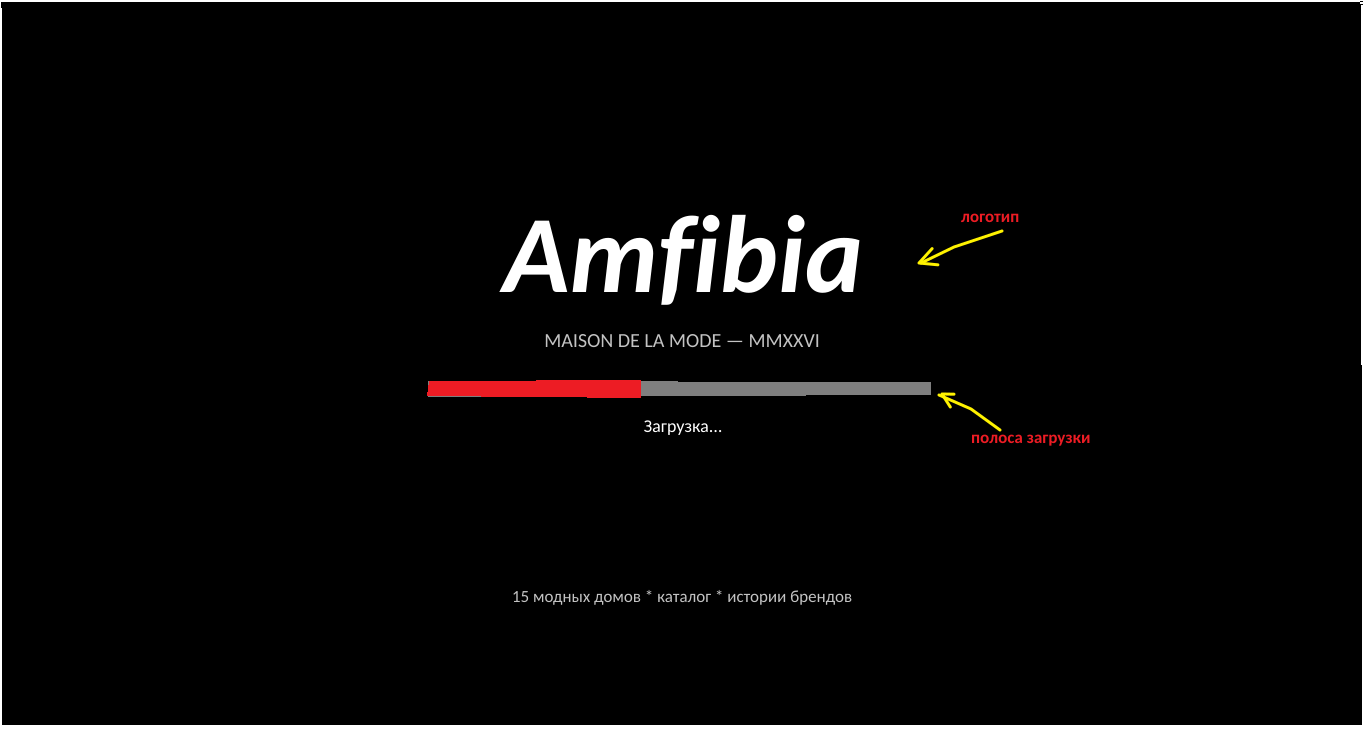 логотип
Amfibia
MAISON DE LA MODE — MMXXVI
Загрузка...
полоса загрузки
15 модных домов * каталог * истории брендов